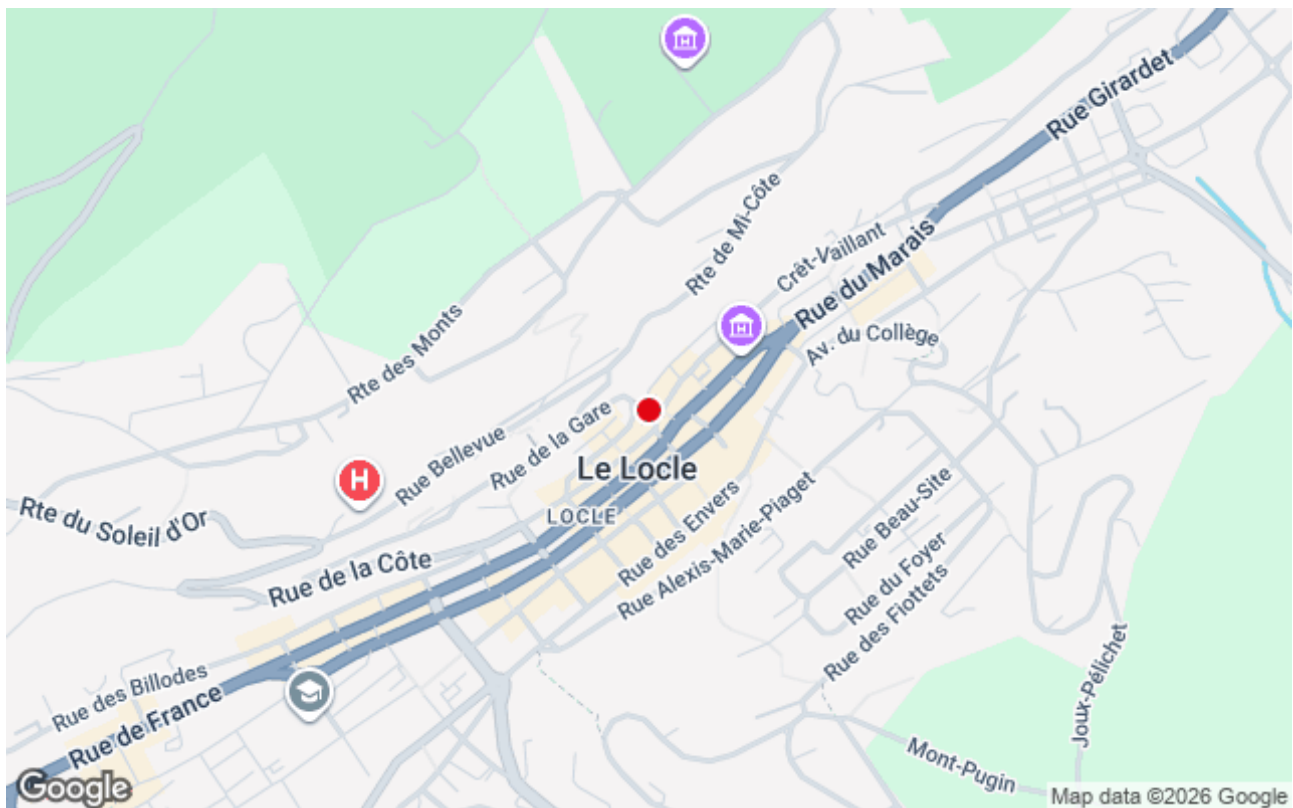 Rue Girardet
Rte de Mi-Côte
Crêt-Vaillant
Rue du Marais
Rte des Monts
Av. du Collège
Rue de la Gare
Rue Bellevue
H
Le Locle
Rte du Soleil d'Or
LOCLE
Rue des Envers
Rue Alexis-Marie-Piaget
Rue Beau-Site
Rue de la Côte
Rue du Foyer
Rue des Fiottets
Joux-Pélichet
Rue des Billodes
Rue de France
Mont-Pugin
Google
Map data ©2026 Google